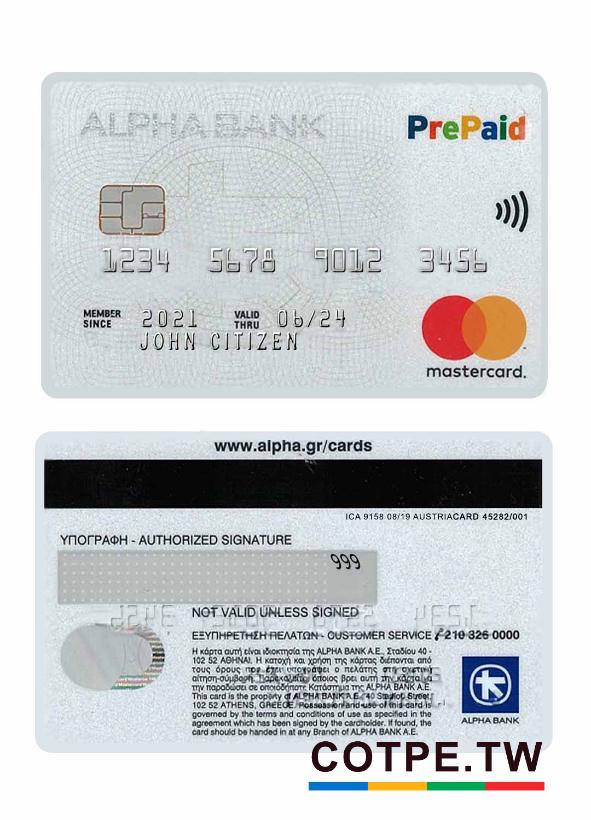 ALPHA BANK
PrePaid
1234 5678 9012 3456
MEMBER SINCE 2021 VALID THRU 06/24
JOHN CITIZEN
mastercard.
www.alpha.gr/cards
ICA 9158 08/19 AUSTRIACARD 45282/001
ΥΠΟΓΡΑΦΗ - AUTHORIZED SIGNATURE
999
NOT VALID UNLESS SIGNED
ΕΞΥΠΗΡΕΤΗΣΗ ΠΕΛΑΤΩΝ - CUSTOMER SERVICE 210 326 0000
Η κάρτα αυτή είναι ιδιοκτησία της ALPHA BANK A.E., Σταδίου 40 -
102 52 ΑΘΗΝΑΙ. Η κατοχή και χρήση της κάρτας διέπονται από
τους όρους που έχει υπογράψει ο πελάτης στη σχετική
αίτηση-σύμβαση. Παρακαλείται όποιος βρει αυτή την κάρτα να
την παραδώσει σε οποιοδήποτε Κατάστημα της ALPHA BANK A.E.
This card is the property of ALPHA BANK A.E. 40 Stadiou Street,
102 52 ATHENS, GREECE. Possession and use of this card is
governed by the terms and conditions of use as specified in the
agreement which has been signed by the cardholder. If found, the
card should be handed in at any Branch of ALPHA BANK A.E.
ALPHA BANK
COTPE.TW